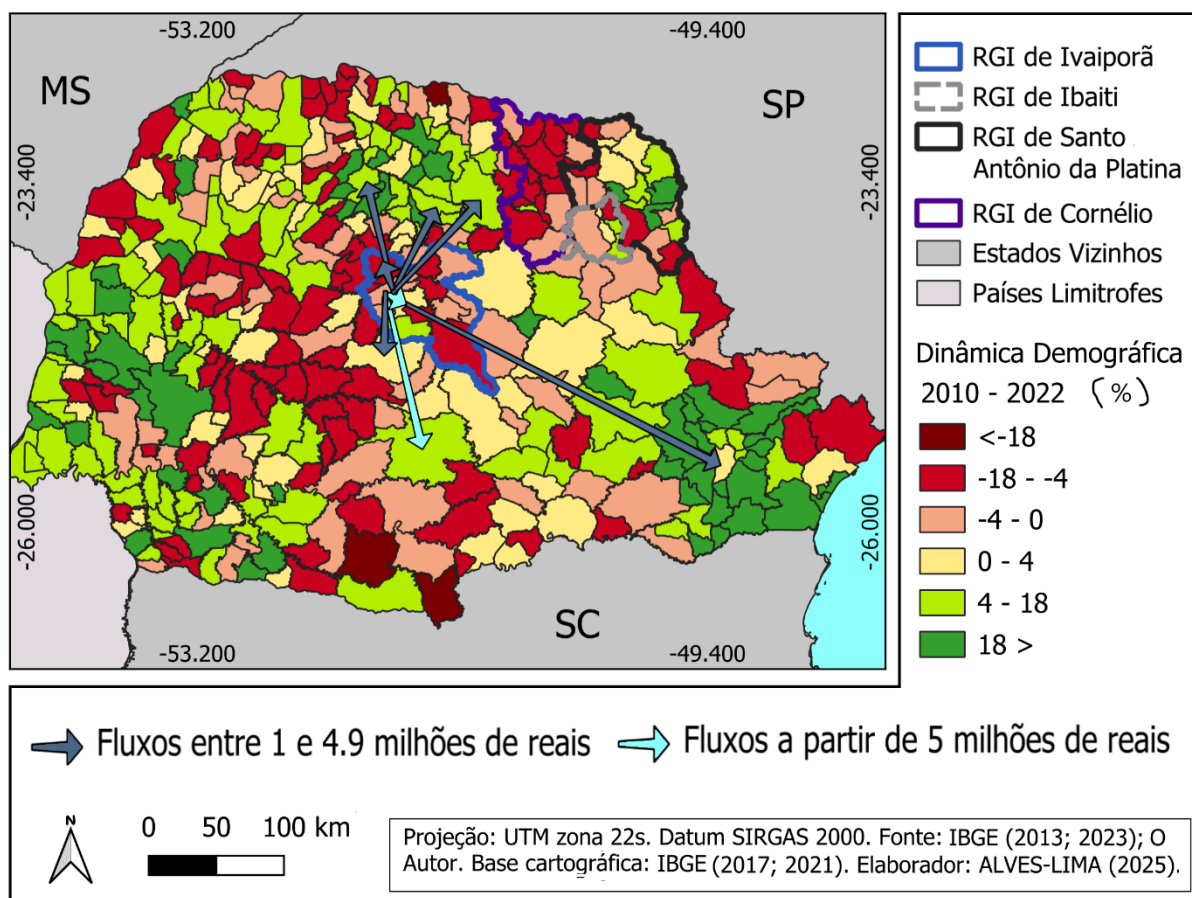 -53.200
-49.400
MS
SP
-23.400
-23.400
-26.000
-26.000
SC
-53.200
-49.400
RGI de Ivaiporã
RGI de Ibaiti
RGI de Santo
Antônio da Platina
RGI de Cornélio
Estados Vizinhos
Países Limitrofes
Dinâmica Demográfica
2010 - 2022 (%)
<-18
-18 - -4
-4 - 0
0 - 4
4 - 18
18 >
Fluxos entre 1 e 4.9 milhões de reais
Fluxos a partir de 5 milhões de reais
N
0 50 100 km
Projeção: UTM zona 22s. Datum SIRGAS 2000. Fonte: IBGE (2013; 2023); O
Autor. Base cartográfica: IBGE (2017; 2021). Elaborador: ALVES-LIMA (2025).